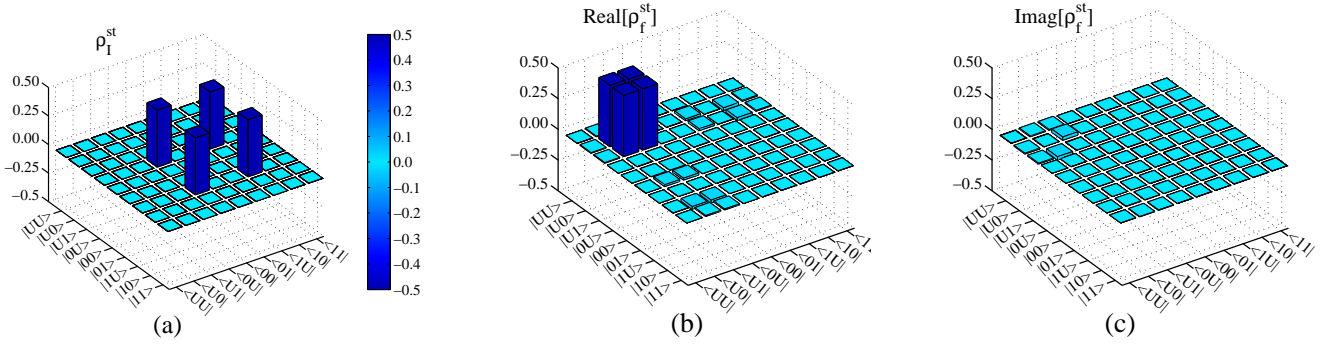 ρ_I^st
0.50
0.25
0.00
−0.25
−0.5
|UU>
|U0>
|U1>
|0U>
|00>
|01>
|1U>
|10>
|11>
<UU|
<U0|
<U1|
<0U|
<00|
<01|
<1U|
<10|
<11|
0.5
0.4
0.3
0.2
0.1
0.0
−0.1
−0.2
−0.3
−0.4
−0.5
(a)
Real[ρ_f^st]
0.50
0.25
0.00
−0.25
−0.5
|UU>
|U0>
|U1>
|0U>
|00>
|01>
|1U>
|10>
|11>
<UU|
<U0|
<U1|
<0U|
<00|
<01|
<1U|
<10|
(b)
Imag[ρ_f^st]
0.50
0.25
0.00
−0.25
−0.5
|UU>
|U0>
|U1>
|0U>
|00>
|01>
|1U>
|10>
|11>
<UU|
<U0|
<U1|
<0U|
<00|
<01|
<1U|
<10|
<11|
(c)